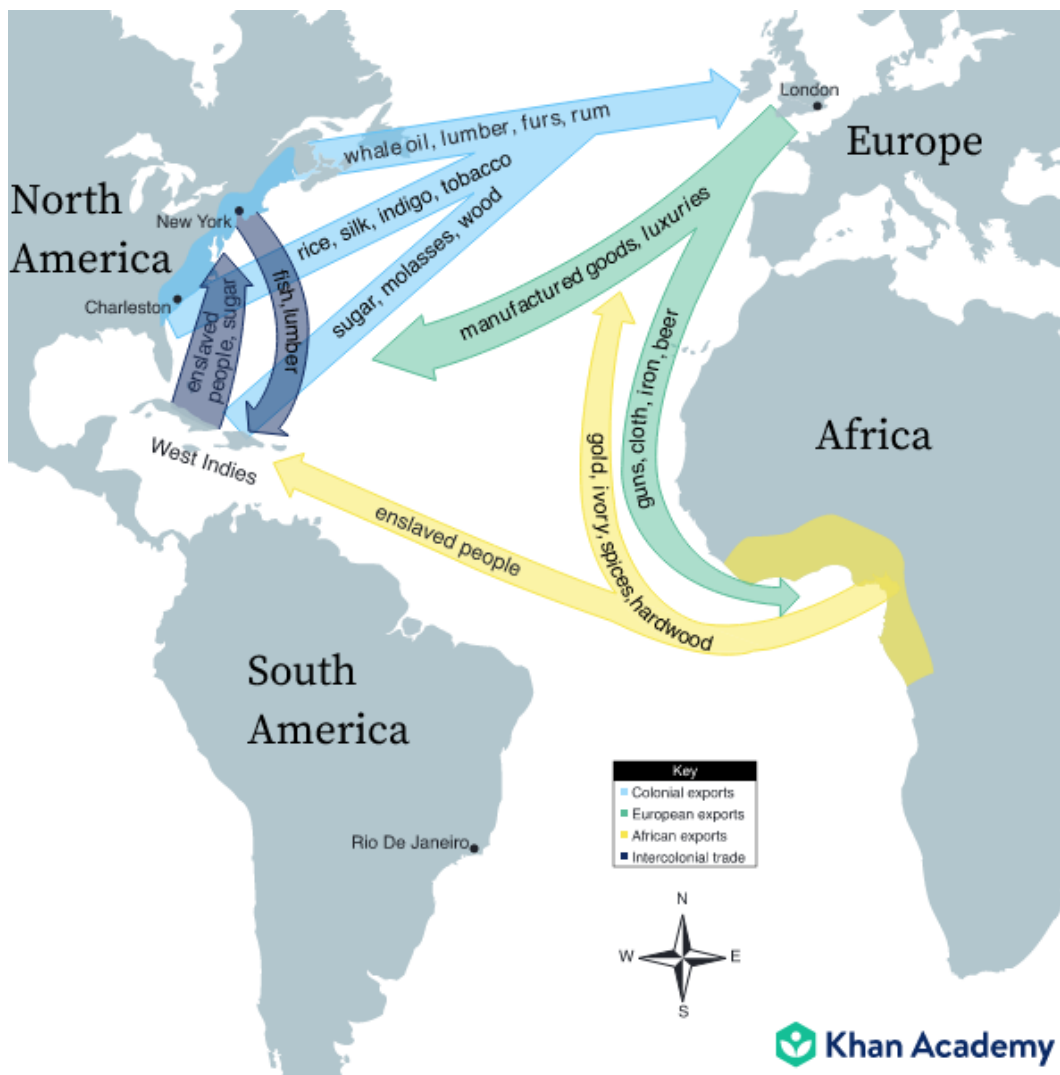 London
Europe
whale oil, lumber, furs, rum
North
America
New York
rice, silk, indigo, tobacco
sugar, molasses, wood
manufactured goods, luxuries
Charleston
fish,lumber
enslaved
people, sugar
guns, cloth, iron, beer
Africa
West Indies
gold, ivory, spices,hardwood
enslaved people
South
America
Rio De Janeiro
Key
Colonial exports
European exports
African exports
Intercolonial trade
N
W
E
S
Khan Academy